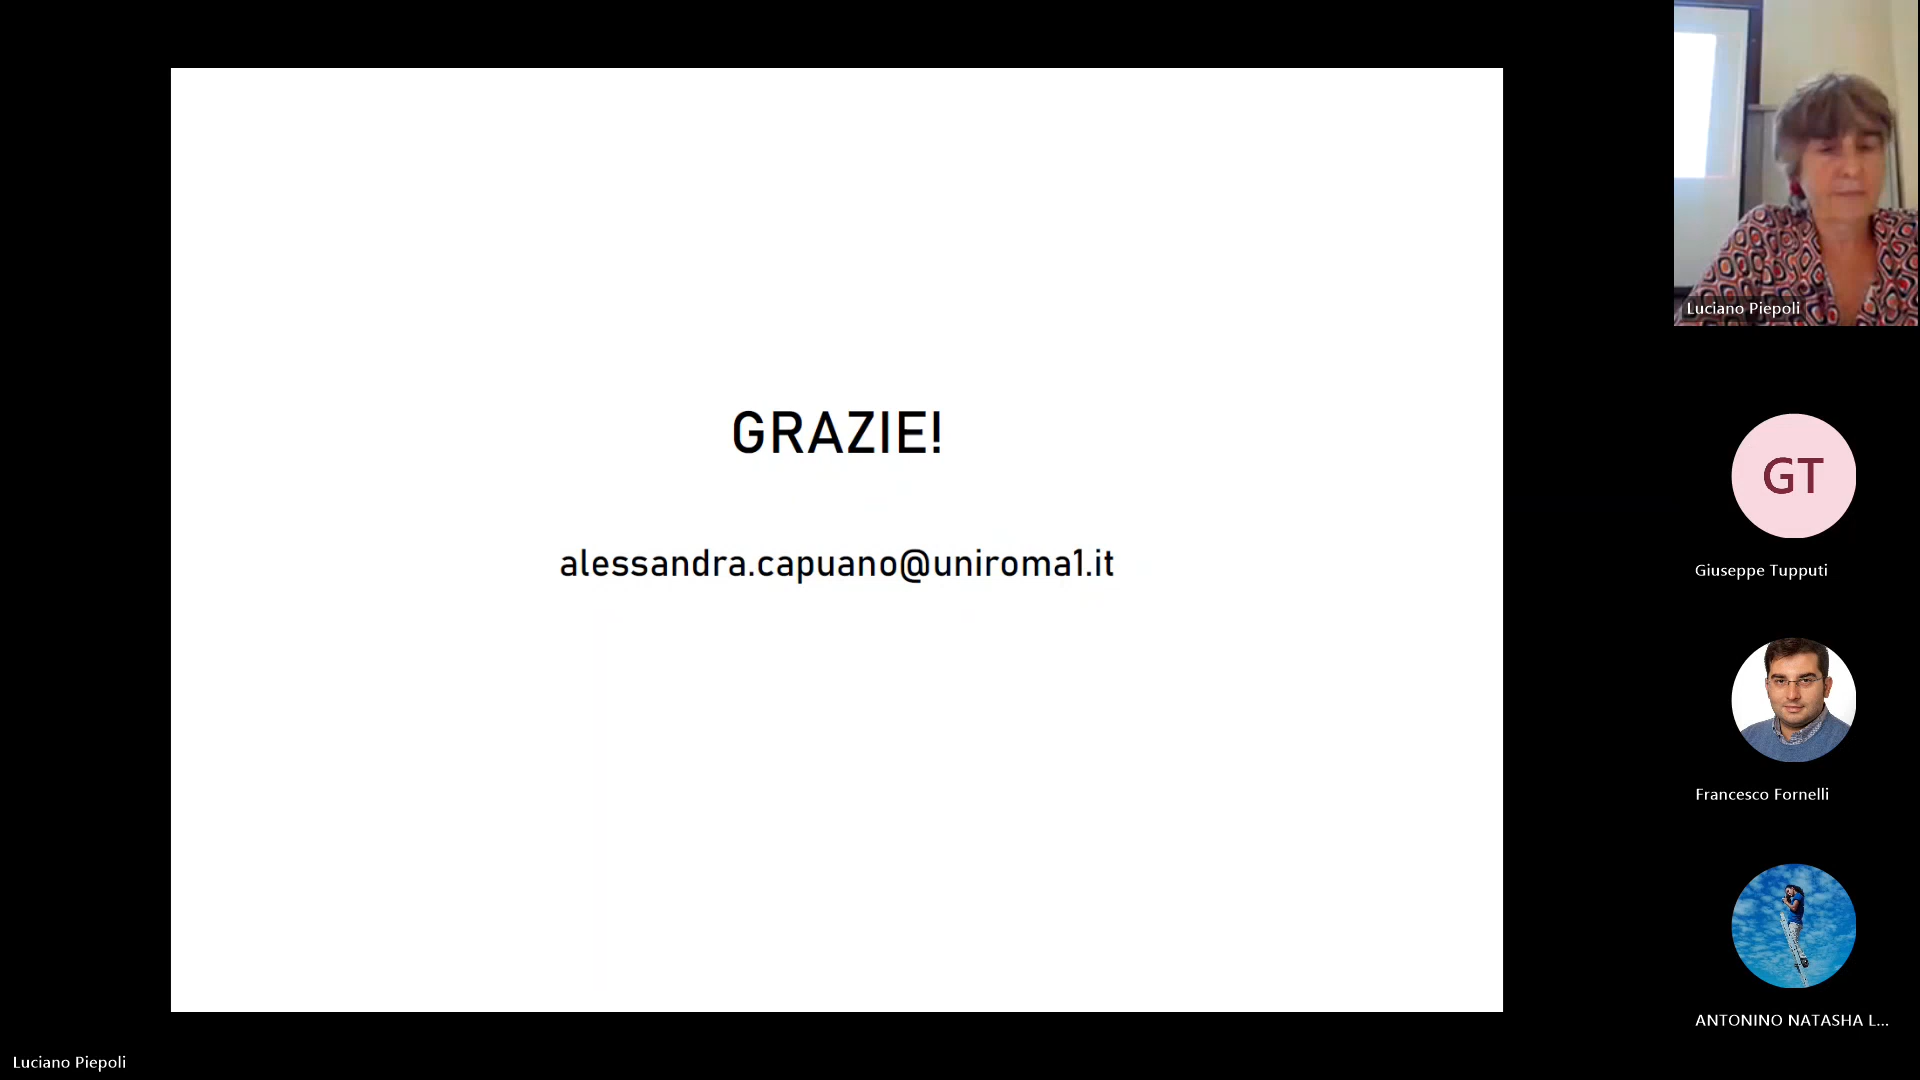 GRAZIE!
alessandra.capuano@uniroma1.it
Luciano Piepoli
GT
Giuseppe Tupputi
Francesco Fornelli
ANTONINO NATASHA L...
Luciano Piepoli